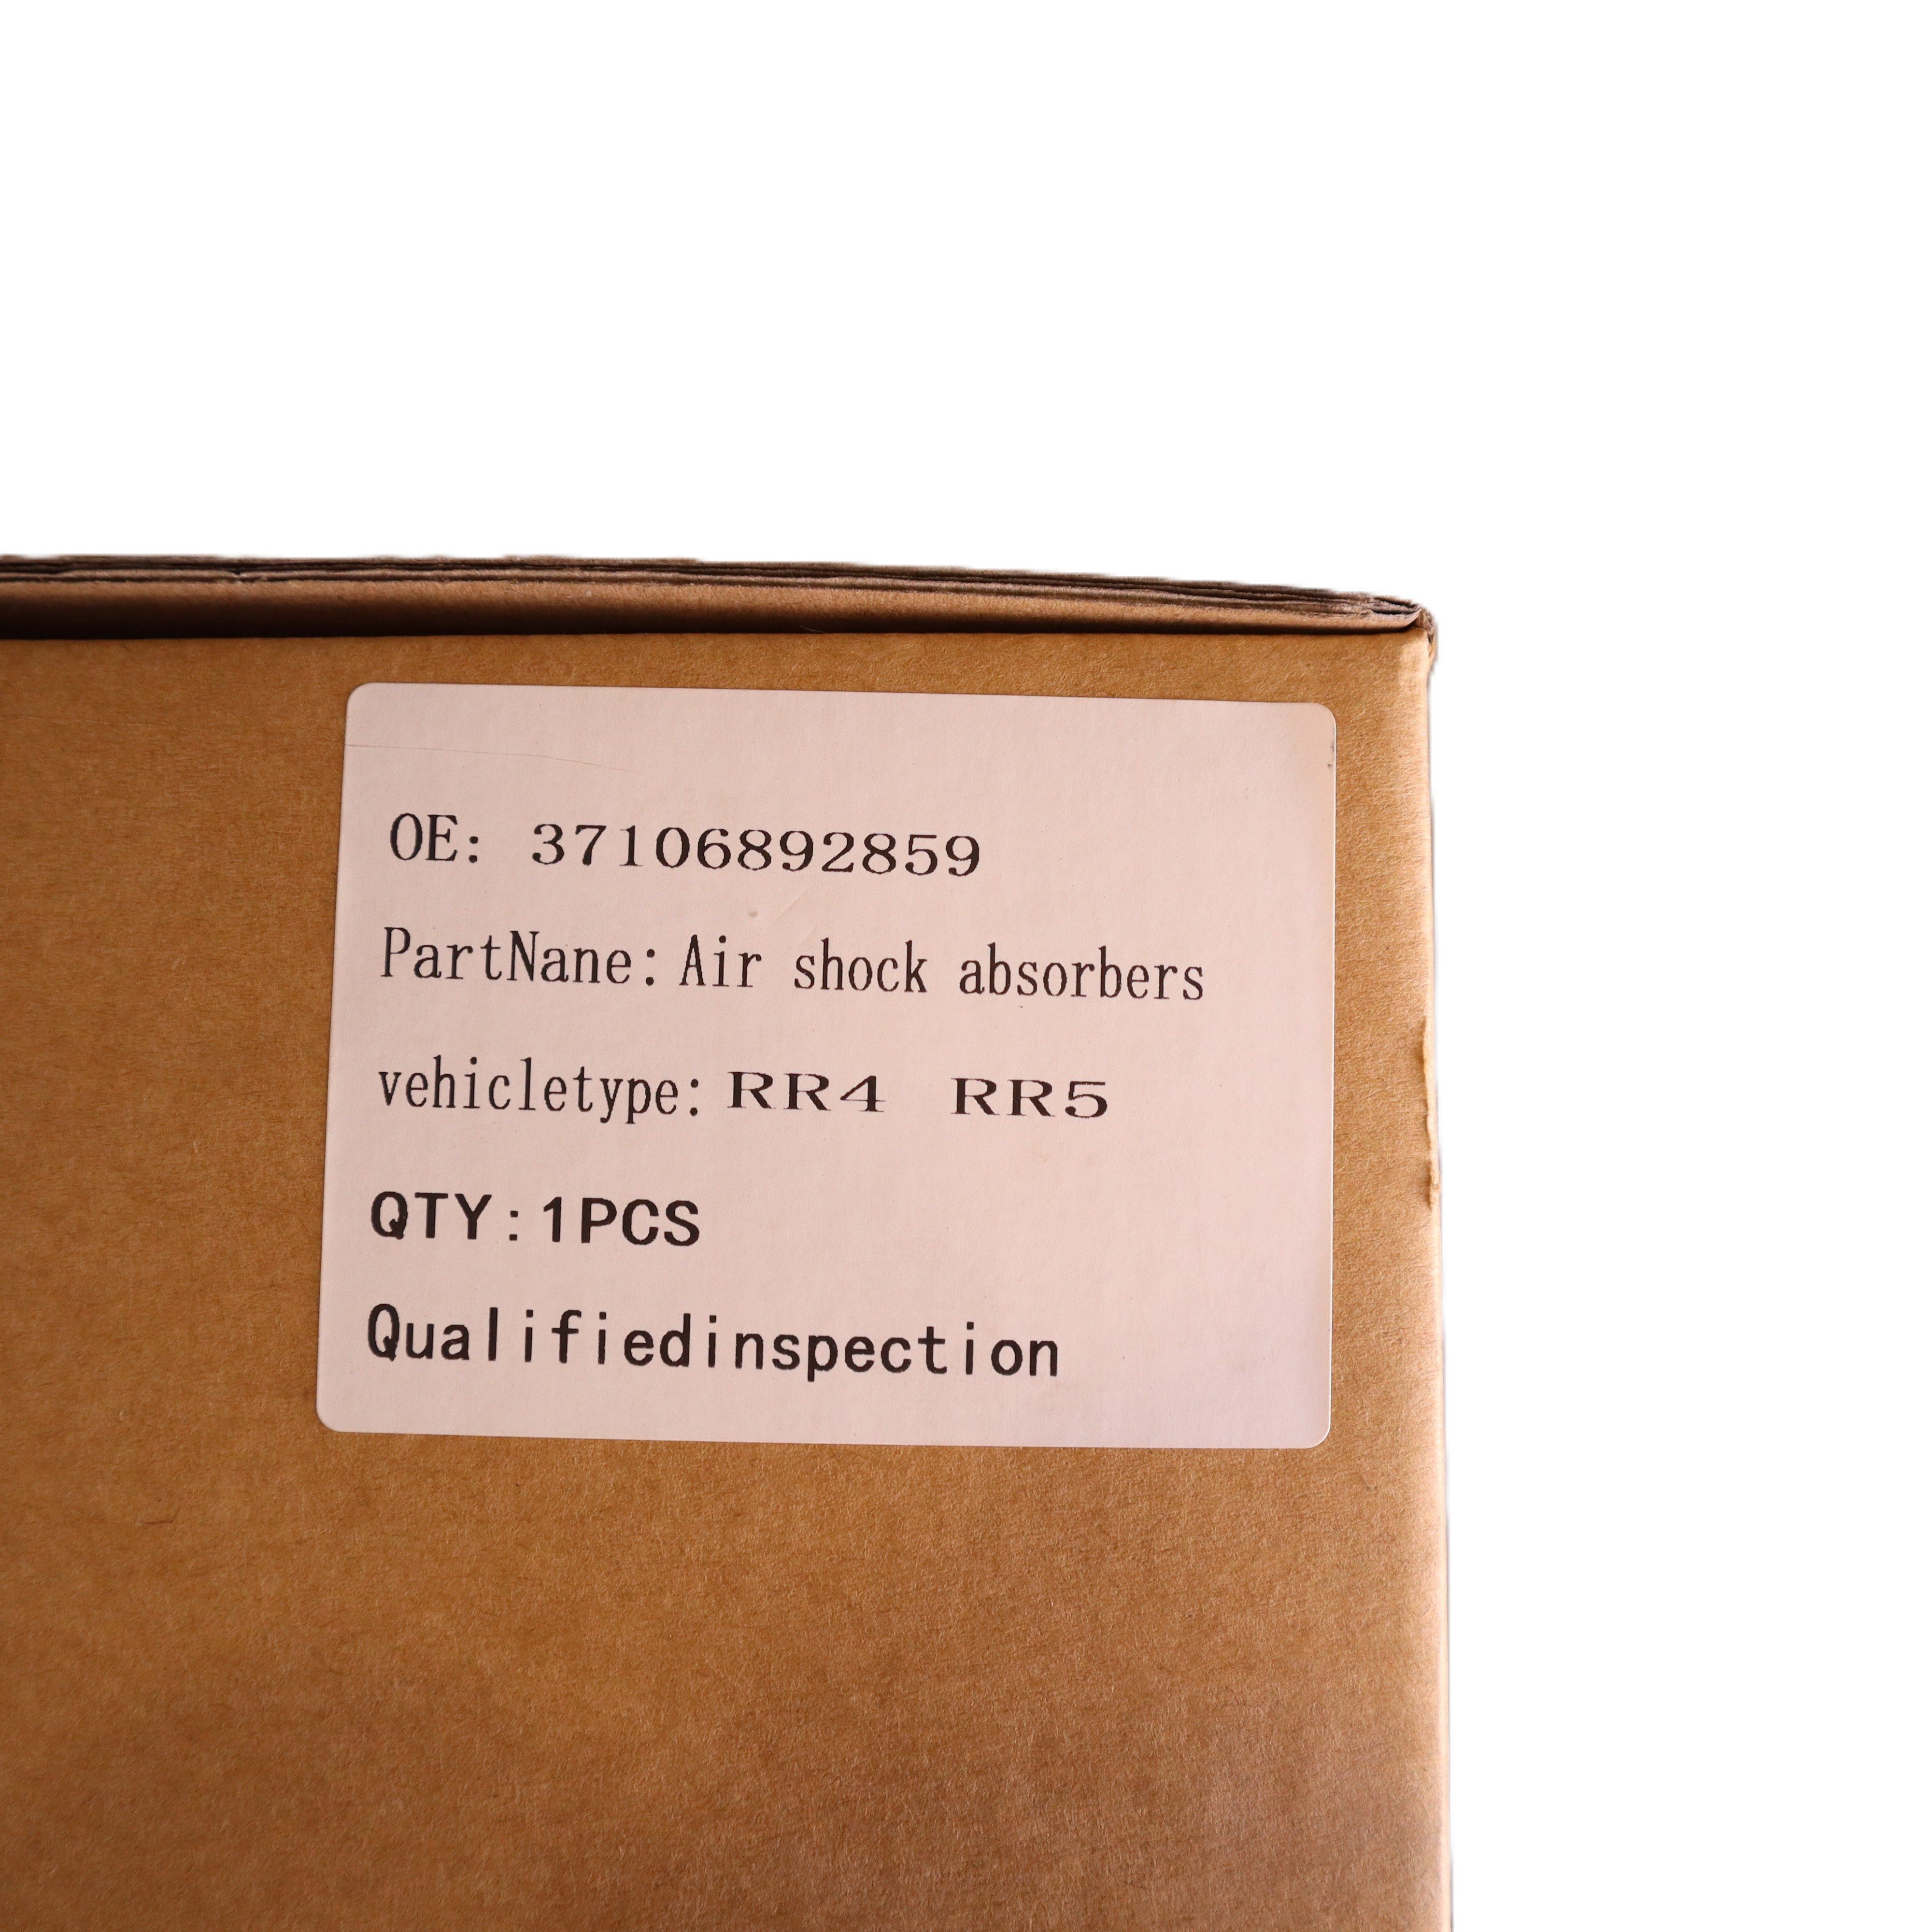 OE: 37106892859
PartNane: Air shock absorbers
vehicletype: RR4 RR5
QTY:1PCS
Qualifiedinspection